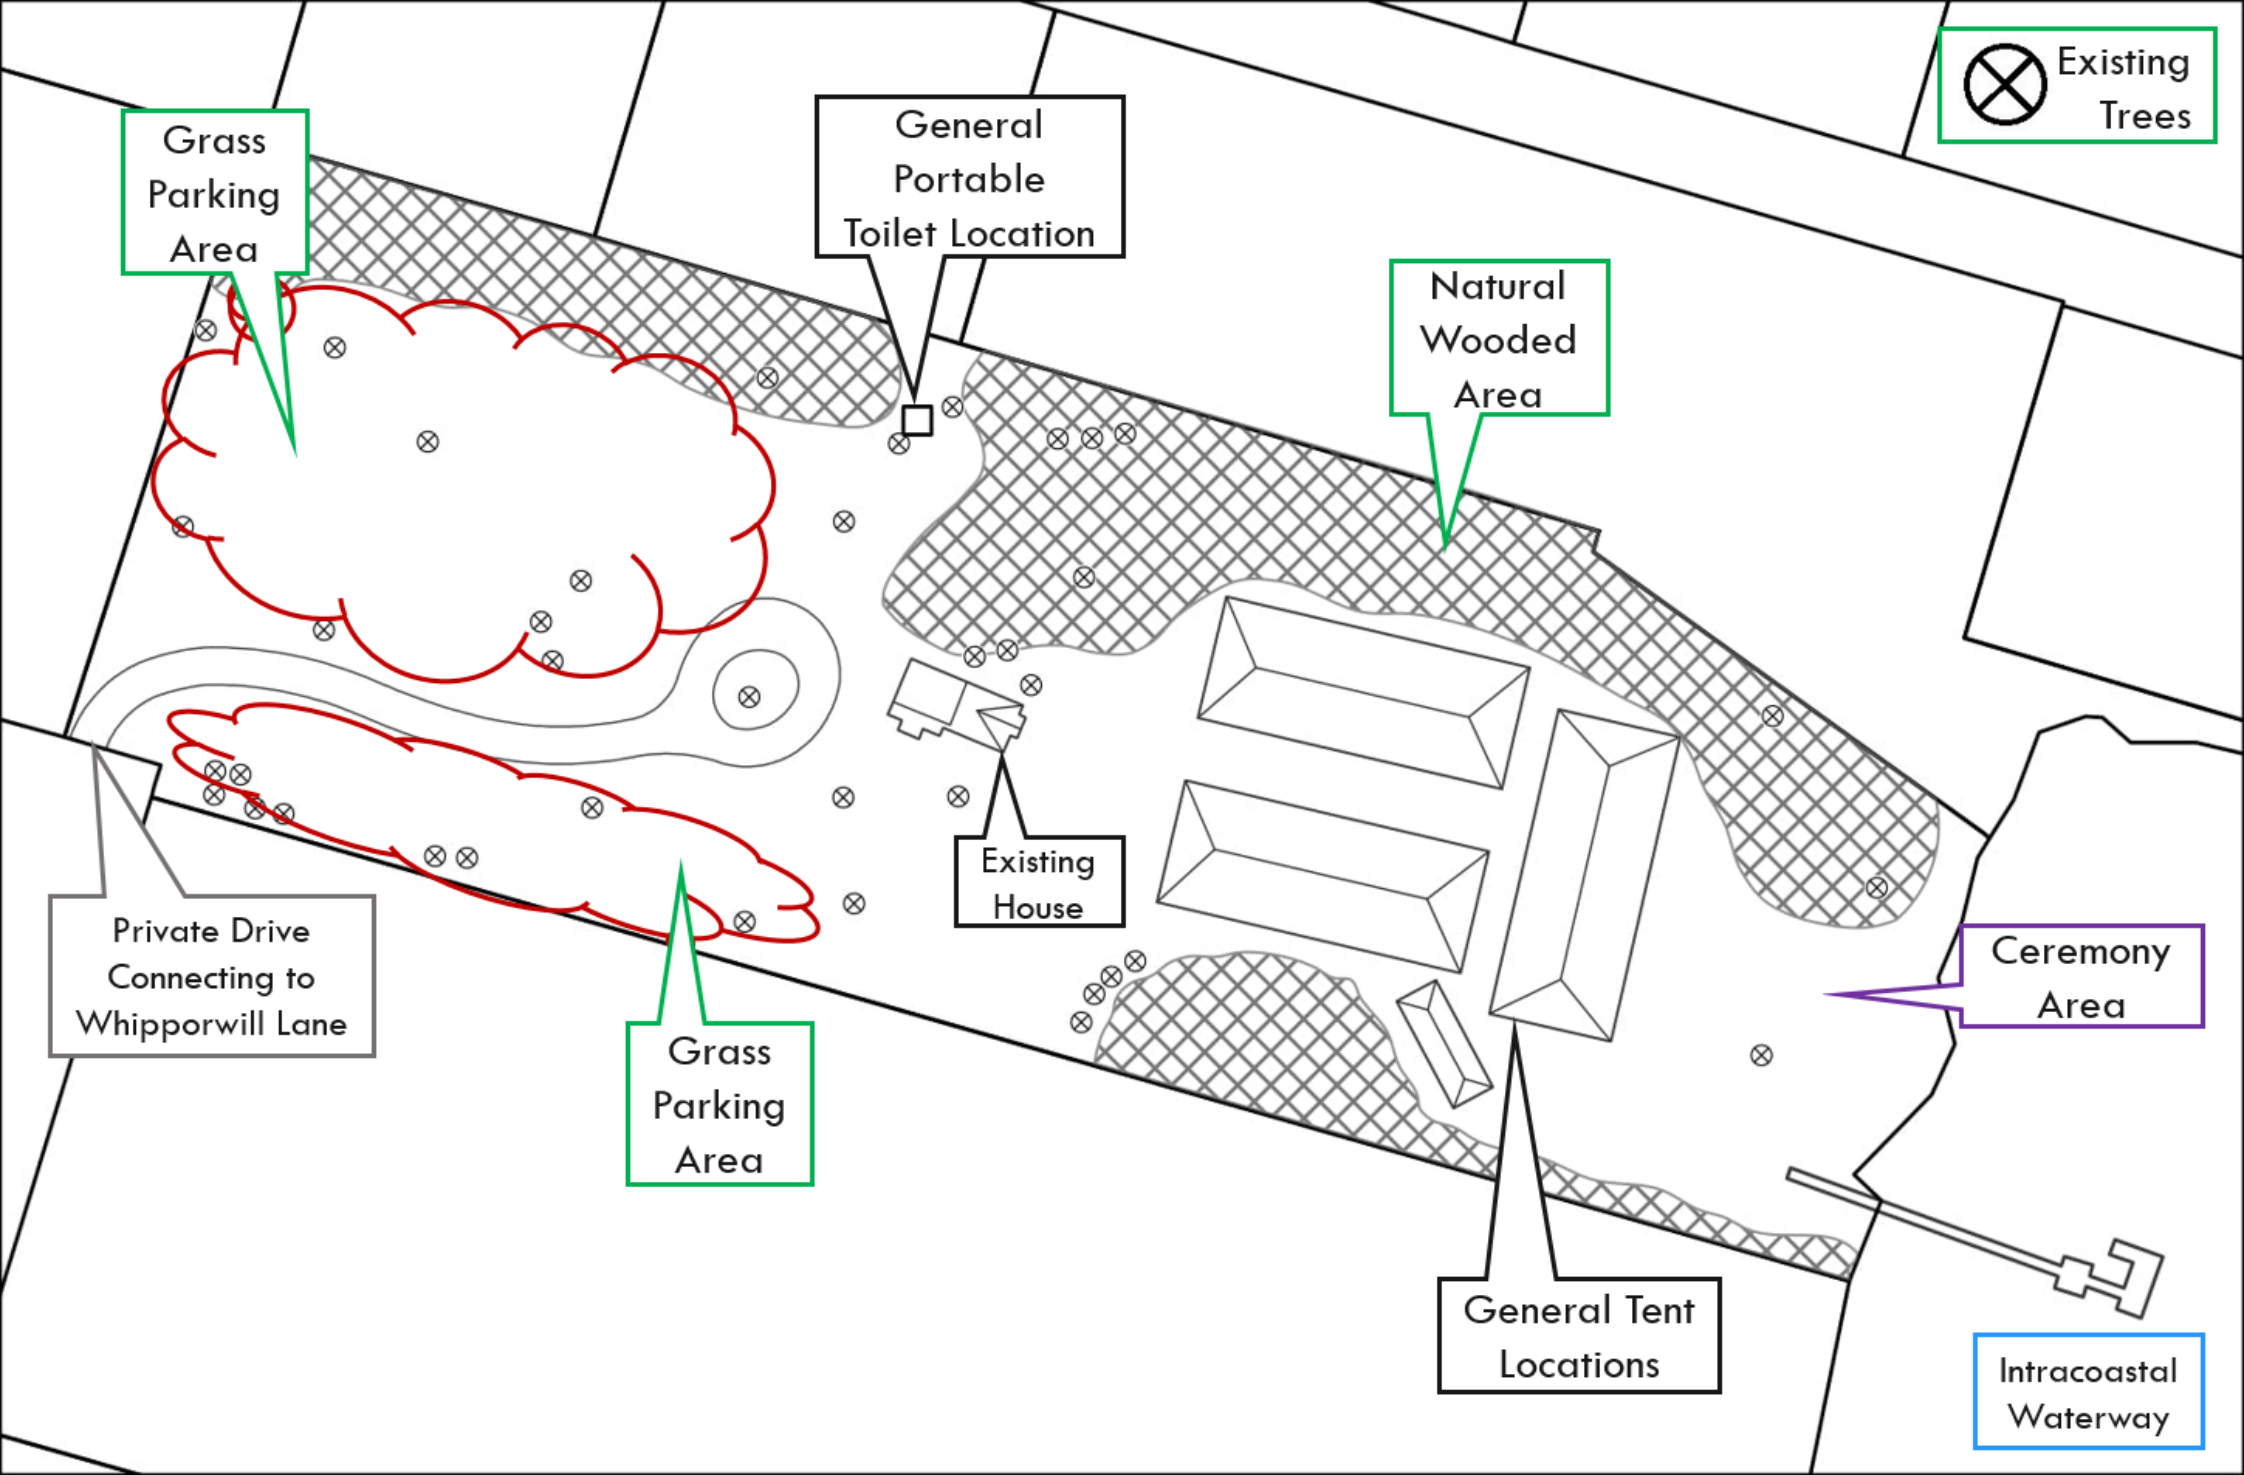 Existing
Trees
Grass
Parking
Area
General
Portable
Toilet Location
Natural
Wooded
Area
Existing
House
Private Drive
Connecting to
Whipporwill Lane
Ceremony
Area
Grass
Parking
Area
General Tent
Locations
Intracoastal
Waterway